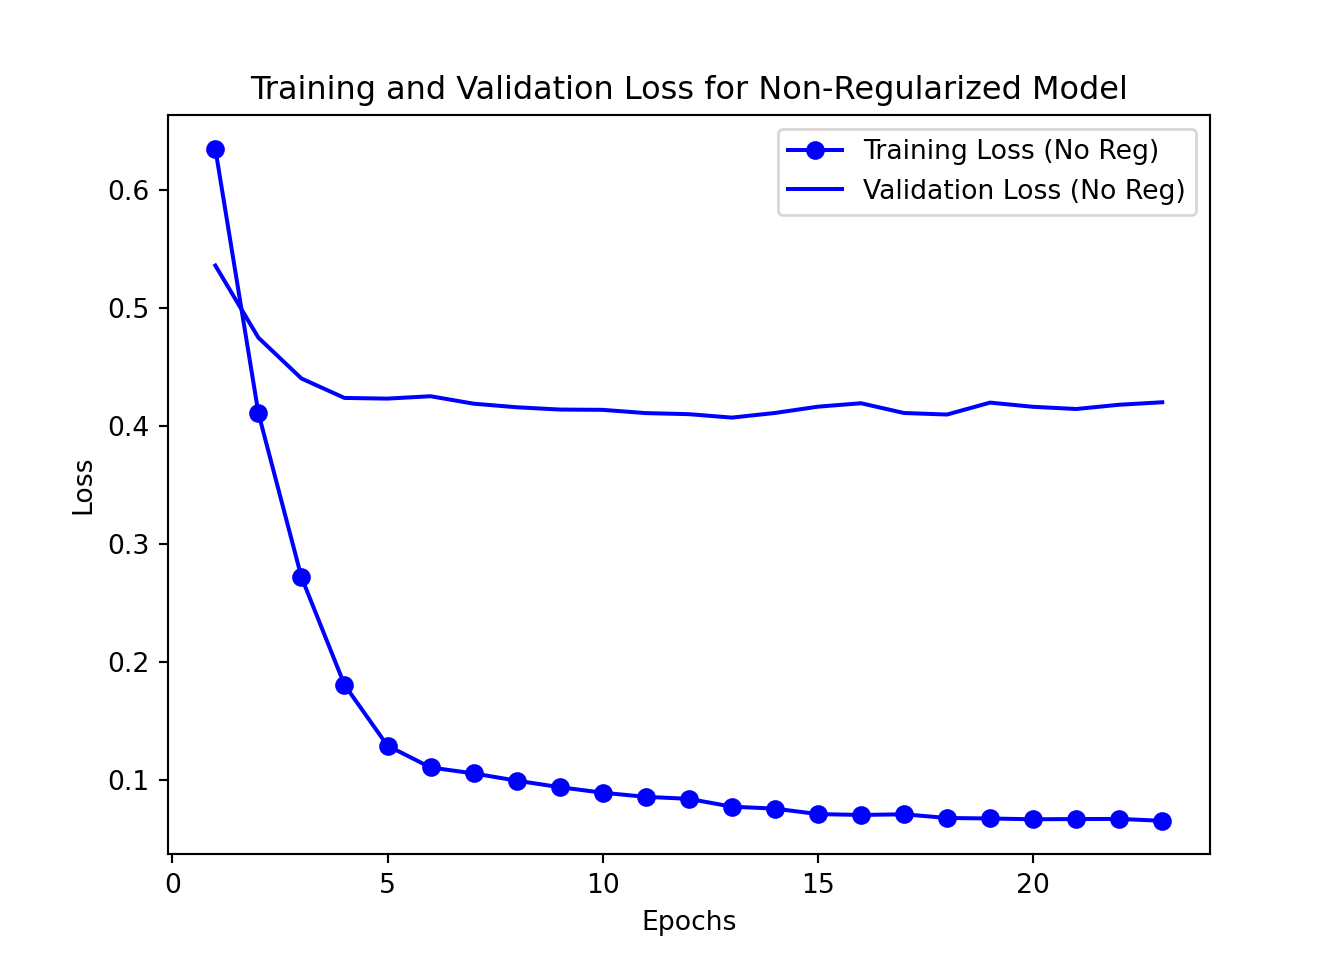 Training and Validation Loss for Non-Regularized Model
Training Loss (No Reg)
Validation Loss (No Reg)
0.6
0.5
0.4
0.3
0.2
0.1
Loss
0 5 10 15 20
Epochs